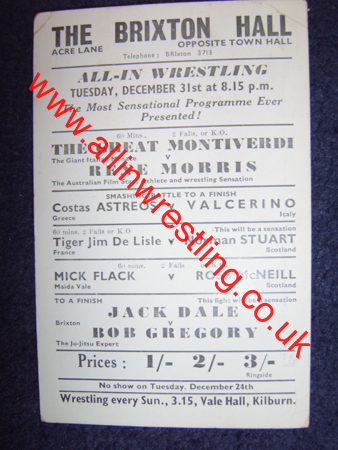 THE BRIXTON HALL
ACRE LANE OPPOSITE TOWN HALL
Telephone: BRIxton 3713
ALL-IN WRESTLING
TUESDAY, DECEMBER 31st at 8.15 p.m.
The Most Sensational Programme Ever
Presented!
60 Mins. 2 Falls, or K.O.
THE GREAT MONTIVERDI
The Giant
v
MORRIS
The Australian Film Athlete and wrestling Sensation
SMASHING BATTLE TO A FINISH
Costas ASTREOS v VALCERINO
Greece Italy
60 mins. 2 Falls or K.O This will be a sensation
Tiger Jim De Lisle v Norman STUART
France Scotland
60 mins. 2 Falls
MICK FLACK v McNEILL
Maida Vale Scotland
TO A FINISH This fight will be a sensation
JACK DALE
Brixton v
BOB GREGORY
The Ju-Jitsu Expert
Prices: 1/- 2/- 3/-
Ringside
No show on Tuesday. December 24th
Wrestling every Sun., 3.15, Vale Hall, Kilburn.
www.allinwrestling.co.uk